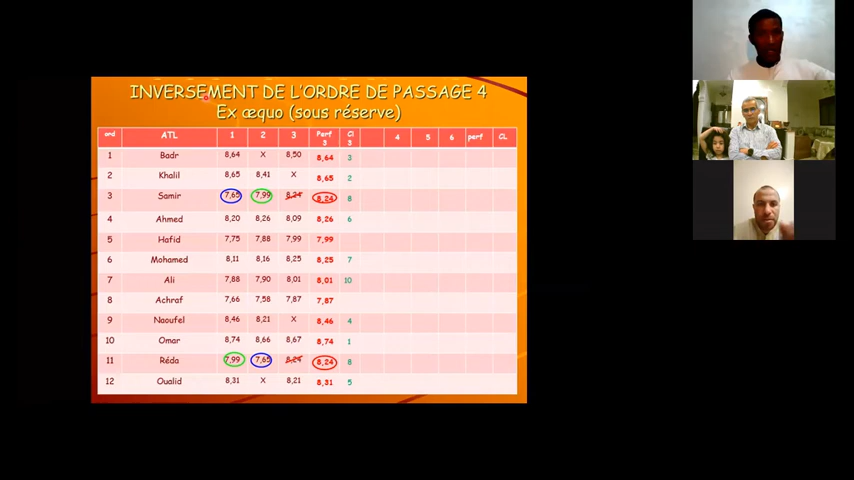 INVERSEMENT DE L'ORDRE DE PASSAGE 4
Ex æquo (sous réserve)
ord ATL 1 2 3 Perf 3 Cl 3 4 5 6 perf CL
1 Badr 8,64 X 8,50 8,64 3
2 Khalil 8,65 8,41 X 8,65 2
3 Samir 7,65 7,99 8,24 8,24 8
4 Ahmed 8,20 8,26 8,09 8,26 6
5 Hafid 7,75 7,88 7,99 7,99
6 Mohamed 8,11 8,16 8,25 8,25 7
7 Ali 7,88 7,90 8,01 8,01 10
8 Achraf 7,66 7,58 7,87 7,87
9 Naoufel 8,46 8,21 X 8,46 4
10 Omar 8,74 8,66 8,67 8,74 1
11 Réda 7,99 7,65 8,24 8,24 8
12 Oualid 8,31 X 8,21 8,31 5